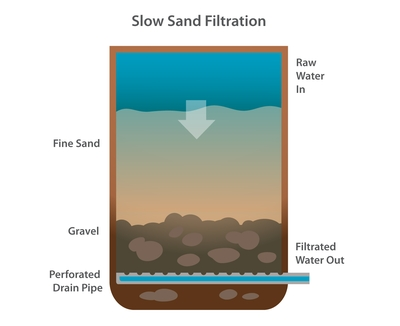 Slow Sand Filtration
Raw
Water
In
Fine Sand
Gravel
Filtrated
Water Out
Perforated
Drain Pipe